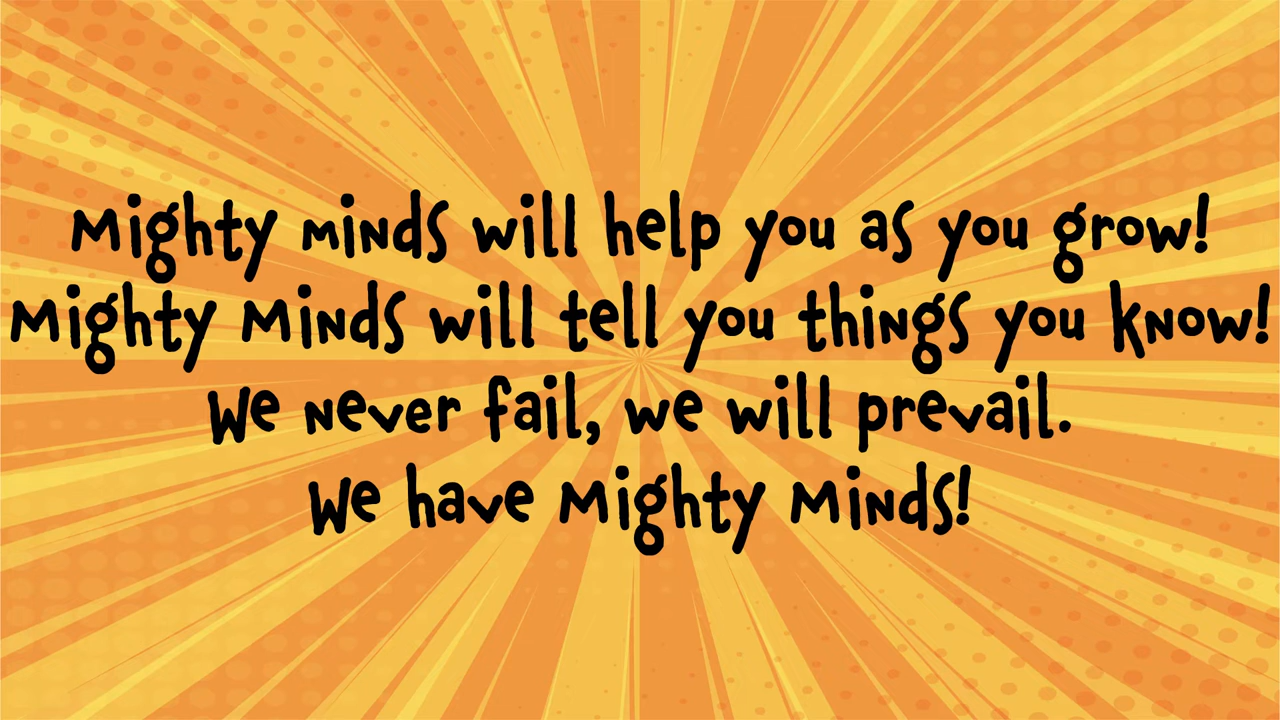 Mighty minds will help you as you grow!
Mighty Minds will tell you things you know!
We never fail, we will prevail.
We have Mighty Minds!